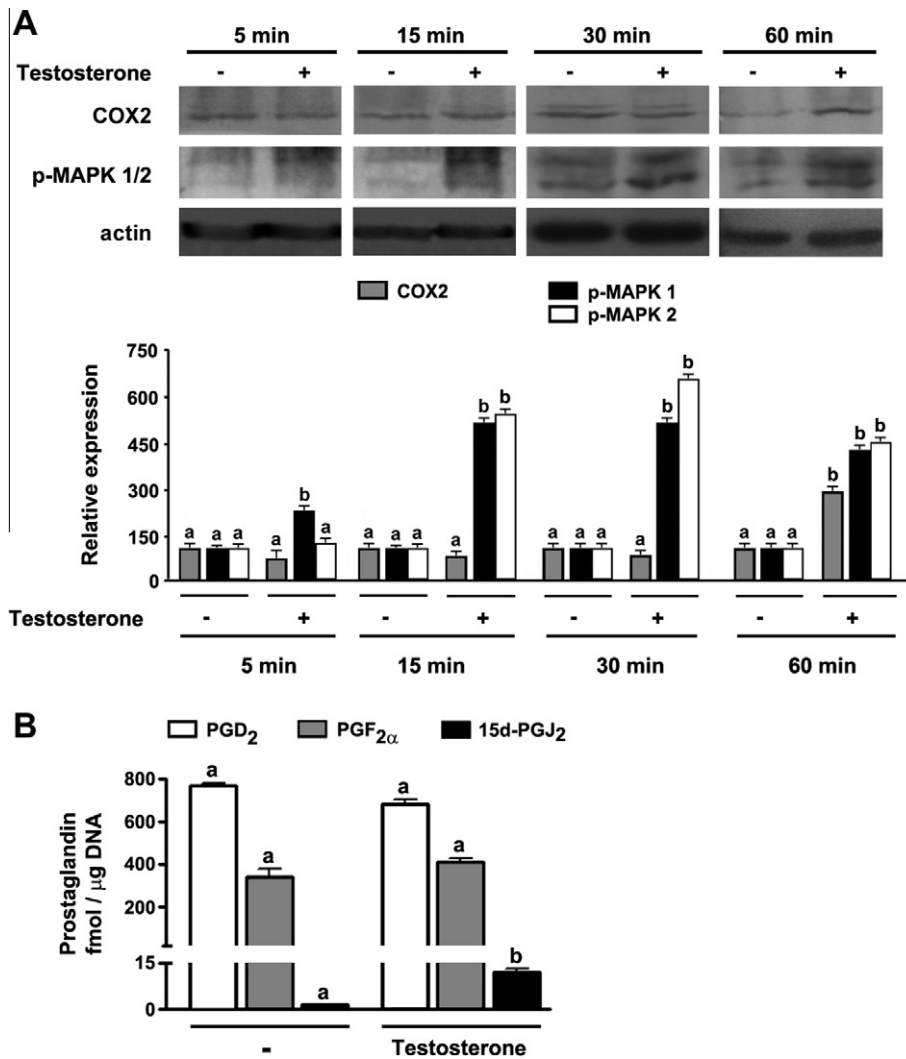 A
5 min 15 min 30 min 60 min
Testosterone - + - + - + - +
COX2
p-MAPK 1/2
actin
COX2 p-MAPK 1
p-MAPK 2
Relative expression
750
600
450
300
150
0
a a a a b a a a a a b b a a a a b b a a a b b b
Testosterone - + - + - + - +
5 min 15 min 30 min 60 min
B
PGD2 PGF2α 15d-PGJ2
Prostaglandin
fmol / µg DNA
800
600
400
200
15
0
a a a a a b
- Testosterone